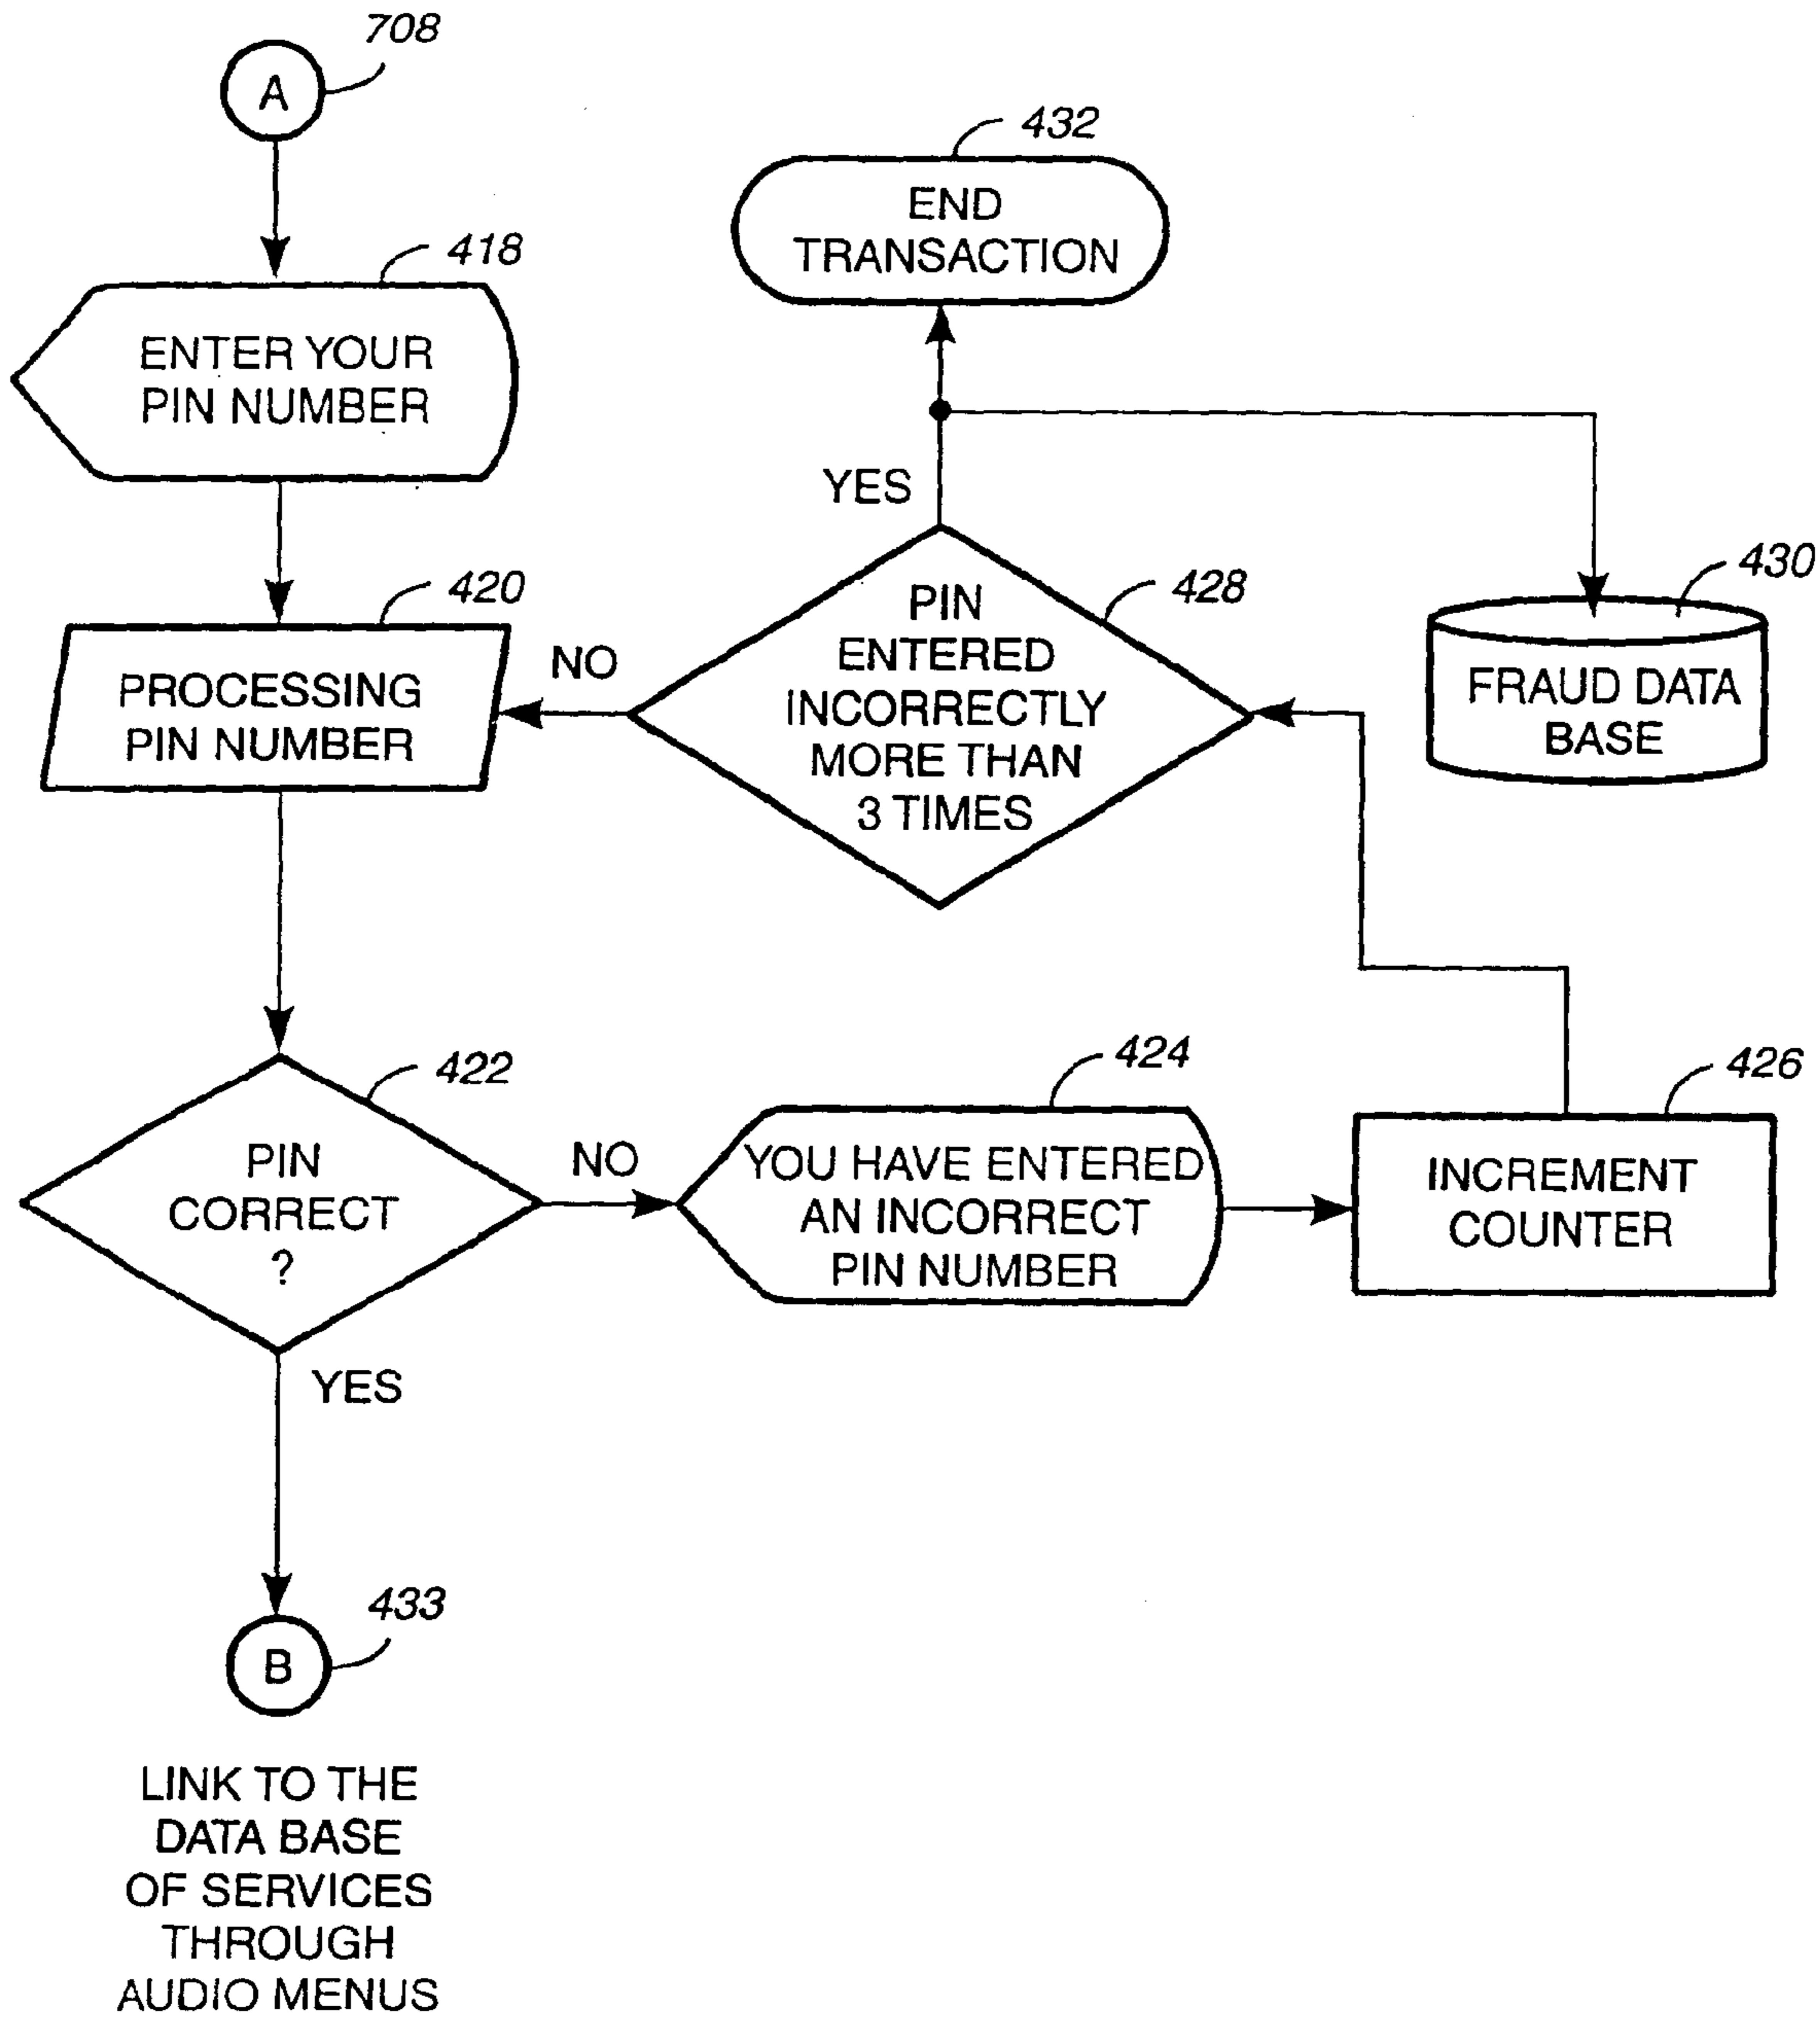 708
A
418
ENTER YOUR
PIN NUMBER
420
PROCESSING
PIN NUMBER
422
PIN
CORRECT
?
NO
YES
433
B
LINK TO THE
DATA BASE
OF SERVICES
THROUGH
AUDIO MENUS
424
YOU HAVE ENTERED
AN INCORRECT
PIN NUMBER
426
INCREMENT
COUNTER
428
PIN
ENTERED
INCORRECTLY
MORE THAN
3 TIMES
NO
YES
432
END
TRANSACTION
430
FRAUD DATA
BASE